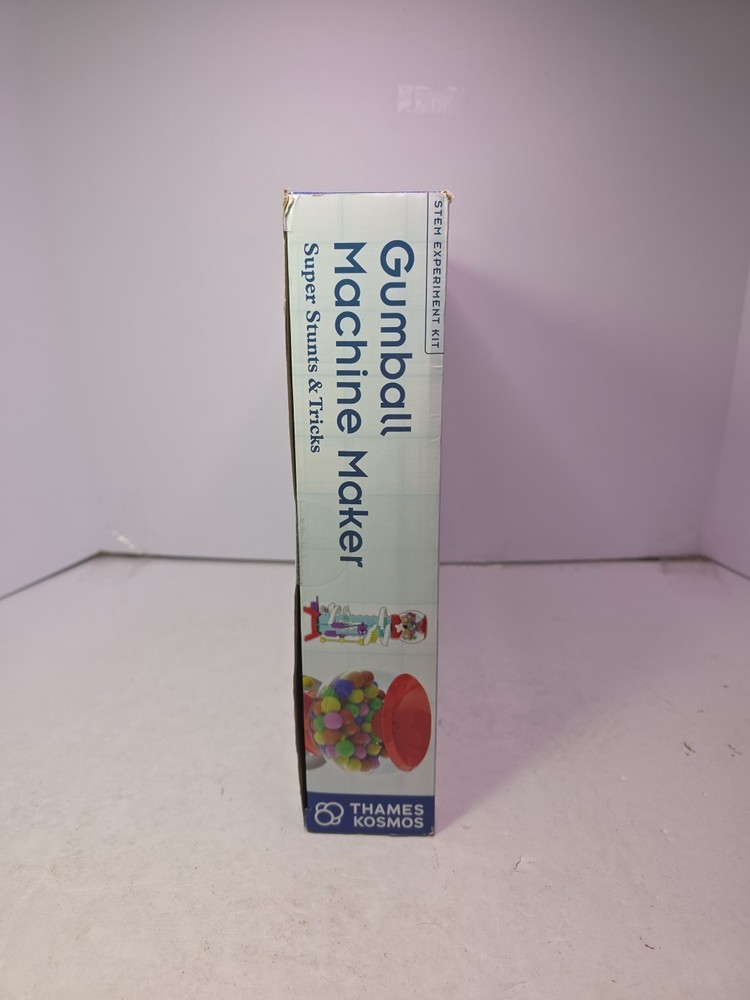 STEM EXPERIMENT KIT
Gumball
Machine Maker
Super Stunts & Tricks
THAMES
KOSMOS